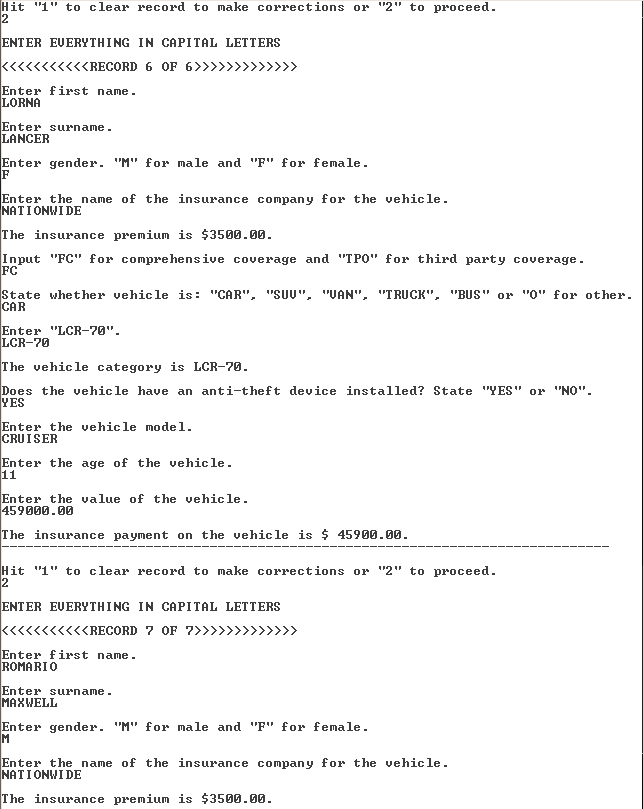 Hit "1" to clear record to make corrections or "2" to proceed.
2
ENTER EVERYTHING IN CAPITAL LETTERS
<<<<<<<<<<<RECORD 6 OF 6>>>>>>>>>>>>>
Enter first name.
LORNA
Enter surname.
LANCER
Enter gender. "M" for male and "F" for female.
F
Enter the name of the insurance company for the vehicle.
NATIONWIDE
The insurance premium is $3500.00.
Input "FC" for comprehensive coverage and "TPO" for third party coverage.
FC
State whether vehicle is: "CAR", "SUV", "VAN", "TRUCK", "BUS" or "O" for other.
CAR
Enter "LCR-70".
LCR-70
The vehicle category is LCR-70.
Does the vehicle have an anti-theft device installed? State "YES" or "NO".
YES
Enter the vehicle model.
CRUISER
Enter the age of the vehicle.
11
Enter the value of the vehicle.
459000.00
The insurance payment on the vehicle is $ 45900.00.
Hit "1" to clear record to make corrections or "2" to proceed.
2
ENTER EVERYTHING IN CAPITAL LETTERS
<<<<<<<<<<<RECORD 7 OF 7>>>>>>>>>>>>>
Enter first name.
ROMARIO
Enter surname.
MAXWELL
Enter gender. "M" for male and "F" for female.
M
Enter the name of the insurance company for the vehicle.
NATIONWIDE
The insurance premium is $3500.00.